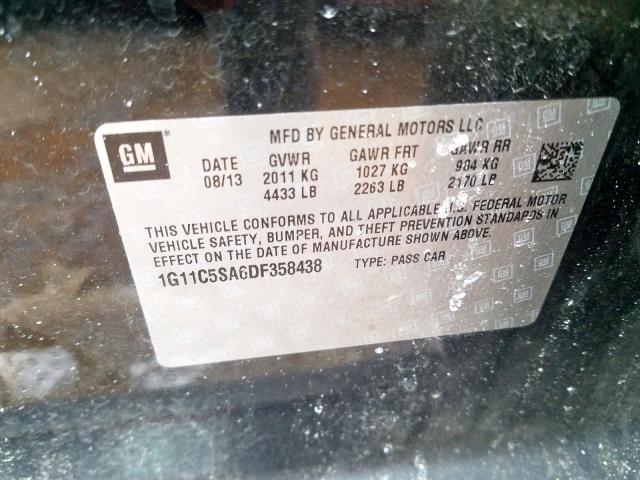 MFD BY GENERAL MOTORS LLC
GM
DATE GVWR GAWR FRT GAWR RR
08/13 2011 KG 1027 KG 984 KG
4433 LB 2263 LB 2170 LB
THIS VEHICLE CONFORMS TO ALL APPLICABLE U.S. FEDERAL MOTOR
VEHICLE SAFETY, BUMPER, AND THEFT PREVENTION STANDARDS IN
EFFECT ON THE DATE OF MANUFACTURE SHOWN ABOVE.
1G11C5SA6DF358438 TYPE: PASS CAR